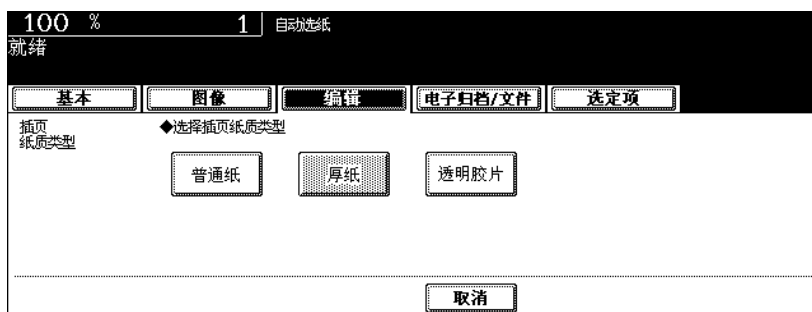 100 % 1 自动选纸
就绪
基本 图像 编辑 电子归档/文件 选定项
插页 ◆选择插页纸质类型
纸质类型
普通纸 厚纸 透明胶片
取消